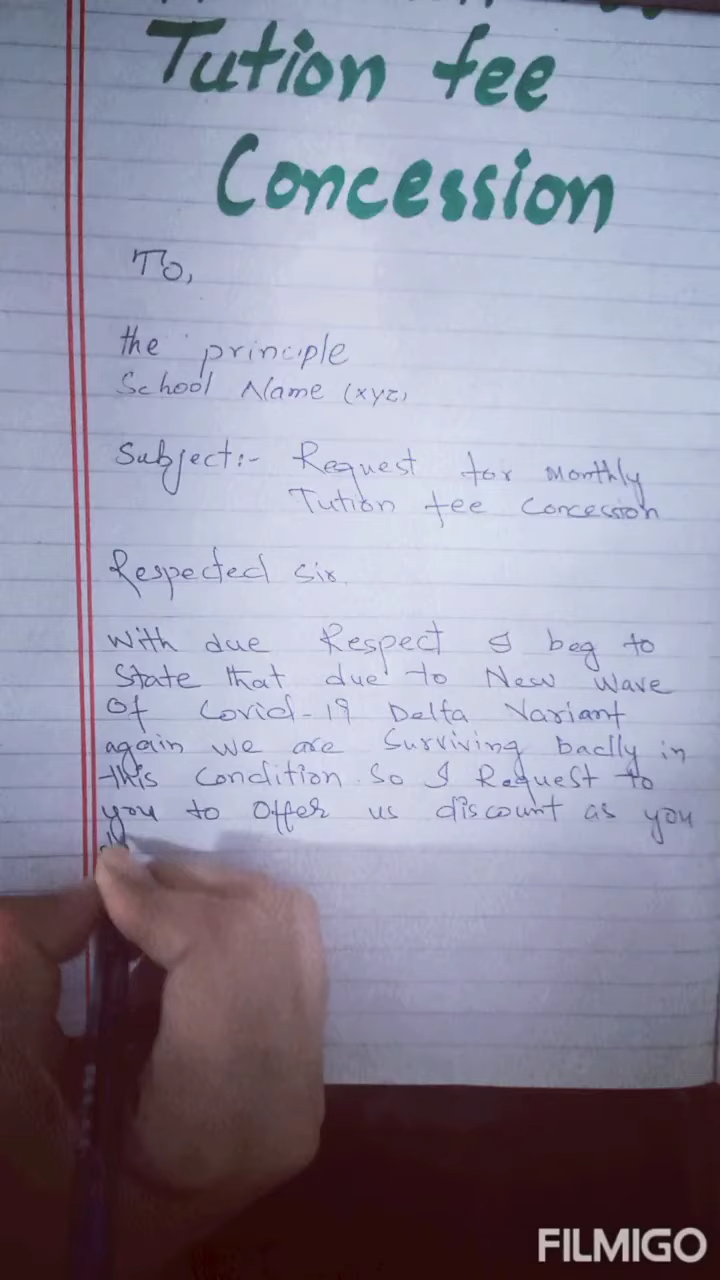 Tution fee
Concession
To,
the principle
School Name (xyz)
Subject:- Request for monthly
Tution fee Concession
Respected Sir.
With due Respect I beg to
State that due to New Wave
Of Covid-19 Delta Variant
again we are Surviving badly in
this Condition. So I Request to
you to Offer us discount as you
FILMIGO